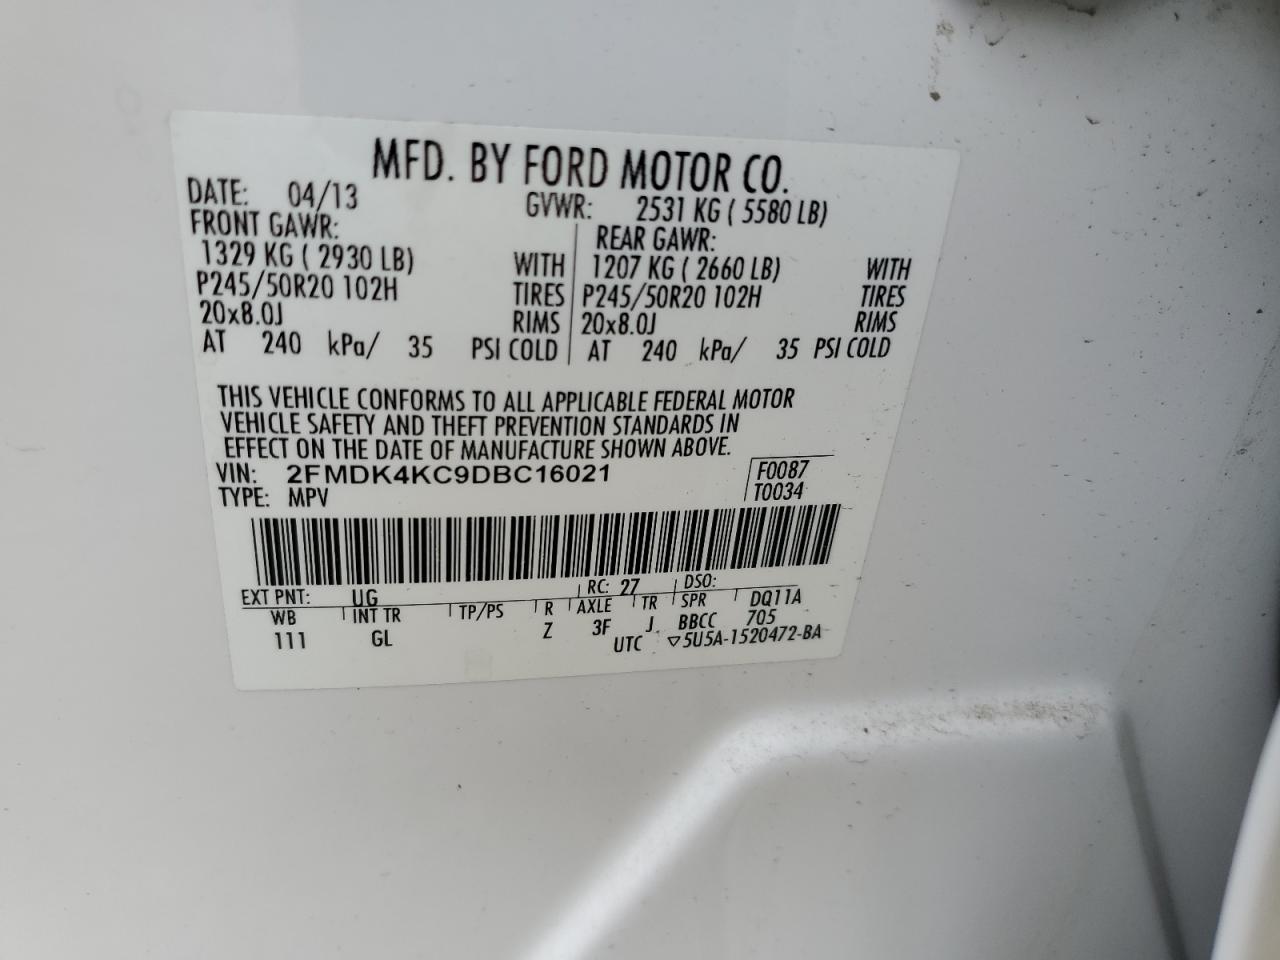 MFD. BY FORD MOTOR CO.
DATE: 04/13 GVWR: 2531 KG ( 5580 LB)
FRONT GAWR: REAR GAWR:
1329 KG ( 2930 LB) WITH 1207 KG ( 2660 LB) WITH
P245/50R20 102H TIRES P245/50R20 102H TIRES
20x8.0J RIMS 20x8.0J RIMS
AT 240 kPa/ 35 PSI COLD AT 240 kPa/ 35 PSI COLD
THIS VEHICLE CONFORMS TO ALL APPLICABLE FEDERAL MOTOR
VEHICLE SAFETY AND THEFT PREVENTION STANDARDS IN
EFFECT ON THE DATE OF MANUFACTURE SHOWN ABOVE.
VIN: 2FMDK4KC9DBC16021 F0087
TYPE: MPV T0034
EXT PNT: UG RC: 27 DSO:
WB INT TR TP/PS R AXLE TR SPR DQ11A
111 GL Z 3F J BBCC 705
UTC ▽5U5A-1520472-BA